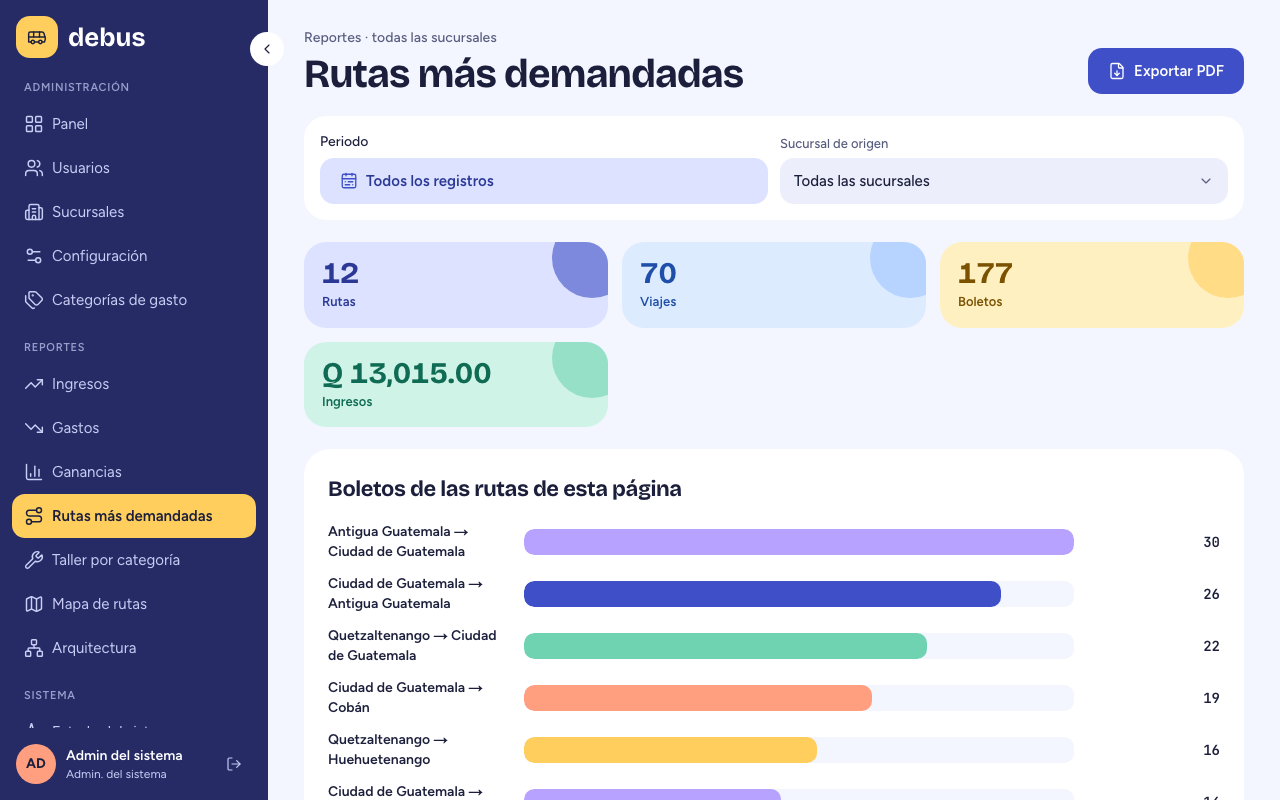 debus
ADMINISTRACIÓN
Panel
Usuarios
Sucursales
Configuración
Categorías de gasto
REPORTES
Ingresos
Gastos
Ganancias
Rutas más demandadas
Taller por categoría
Mapa de rutas
Arquitectura
SISTEMA
AD
Admin del sistema
Admin. del sistema
Reportes · todas las sucursales
Rutas más demandadas
Exportar PDF
Periodo
Todos los registros
Sucursal de origen
Todas las sucursales
12
Rutas
70
Viajes
177
Boletos
Q 13,015.00
Ingresos
Boletos de las rutas de esta página
Antigua Guatemala →
Ciudad de Guatemala
30
Ciudad de Guatemala →
Antigua Guatemala
26
Quetzaltenango → Ciudad
de Guatemala
22
Ciudad de Guatemala →
Cobán
19
Quetzaltenango →
Huehuetenango
16
Ciudad de Guatemala →